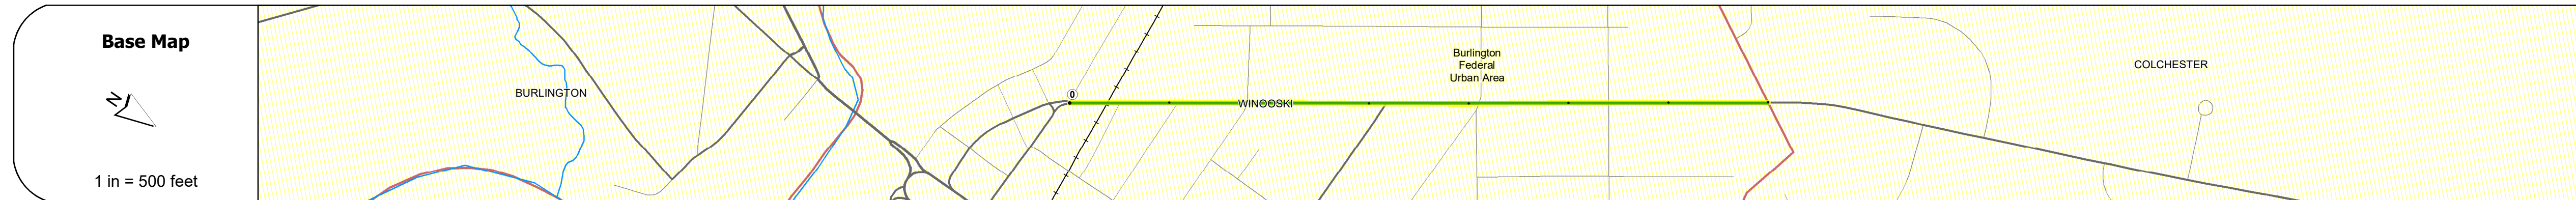 Base Map
N
1 in = 500 feet
BURLINGTON
0
WINOOSKI
Burlington
Federal
Urban Area
COLCHESTER